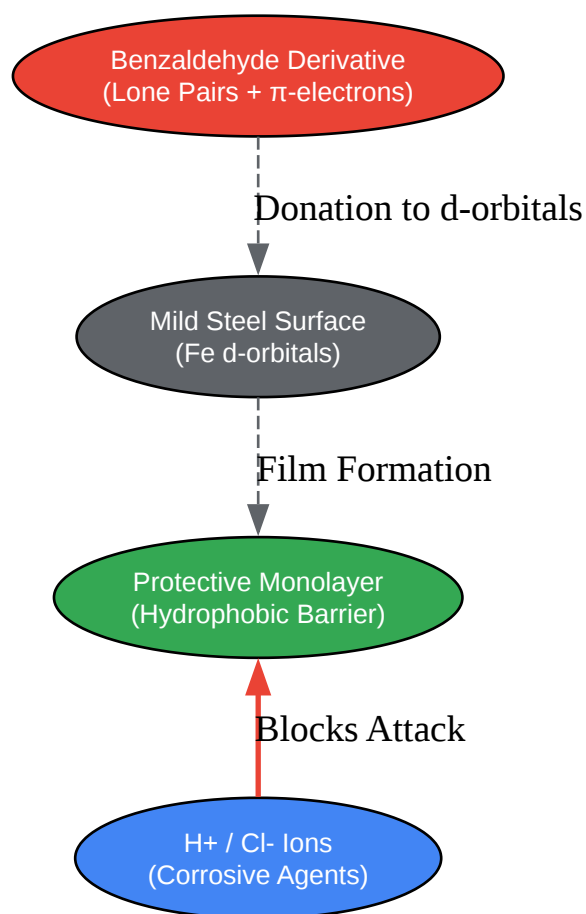 Benzaldehyde Derivative
(Lone Pairs + π-electrons)
Donation to d-orbitals
Mild Steel Surface
(Fe d-orbitals)
Film Formation
Protective Monolayer
(Hydrophobic Barrier)
Blocks Attack
H+ / Cl- Ions
(Corrosive Agents)